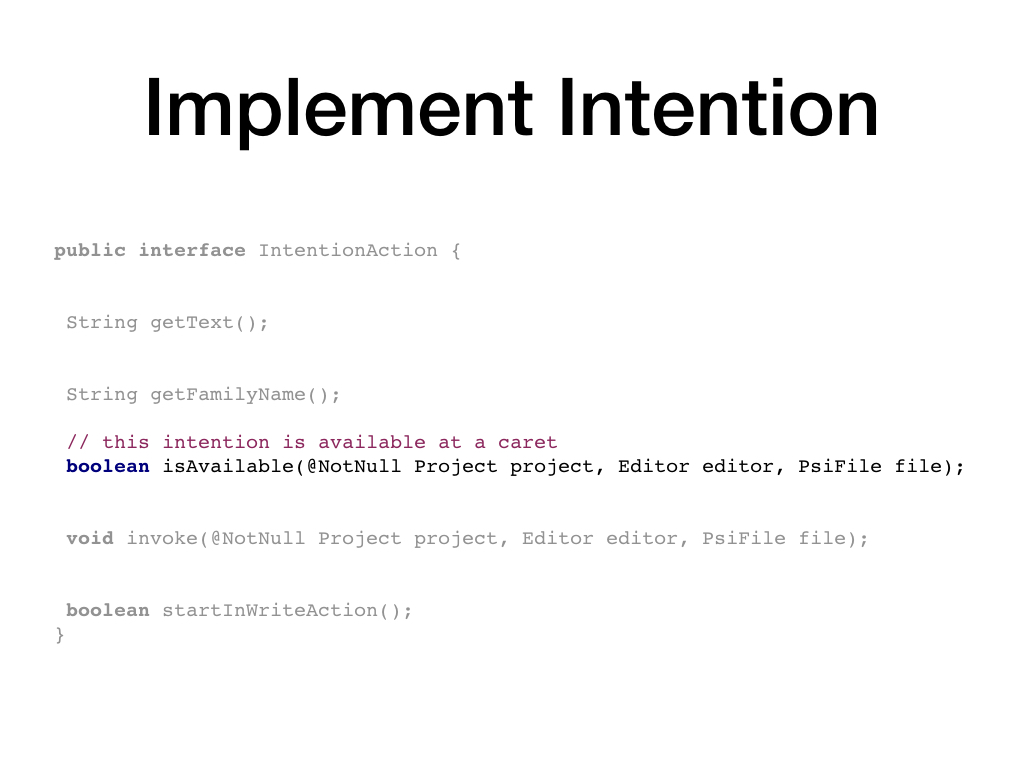 Implement Intention
public interface IntentionAction {
String getText();
String getFamilyName();
// this intention is available at a caret
boolean isAvailable(@NotNull Project project, Editor editor, PsiFile file);
void invoke(@NotNull Project project, Editor editor, PsiFile file);
boolean startInWriteAction();
}